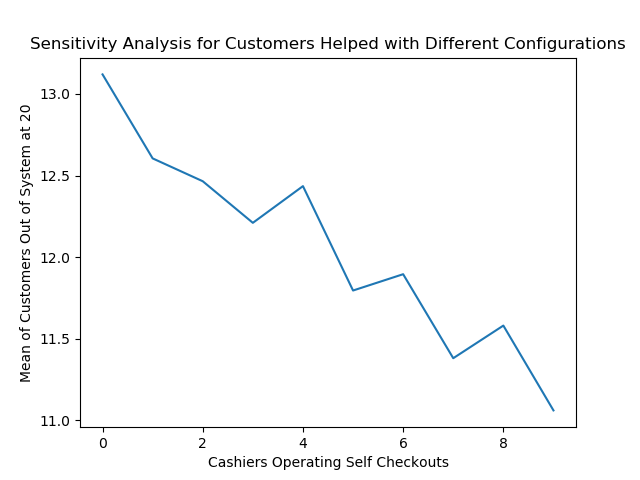 Sensitivity Analysis for Customers Helped with Different Configurations
Mean of Customers Out of System at 20
13.0
12.5
12.0
11.5
11.0
0 2 4 6 8
Cashiers Operating Self Checkouts